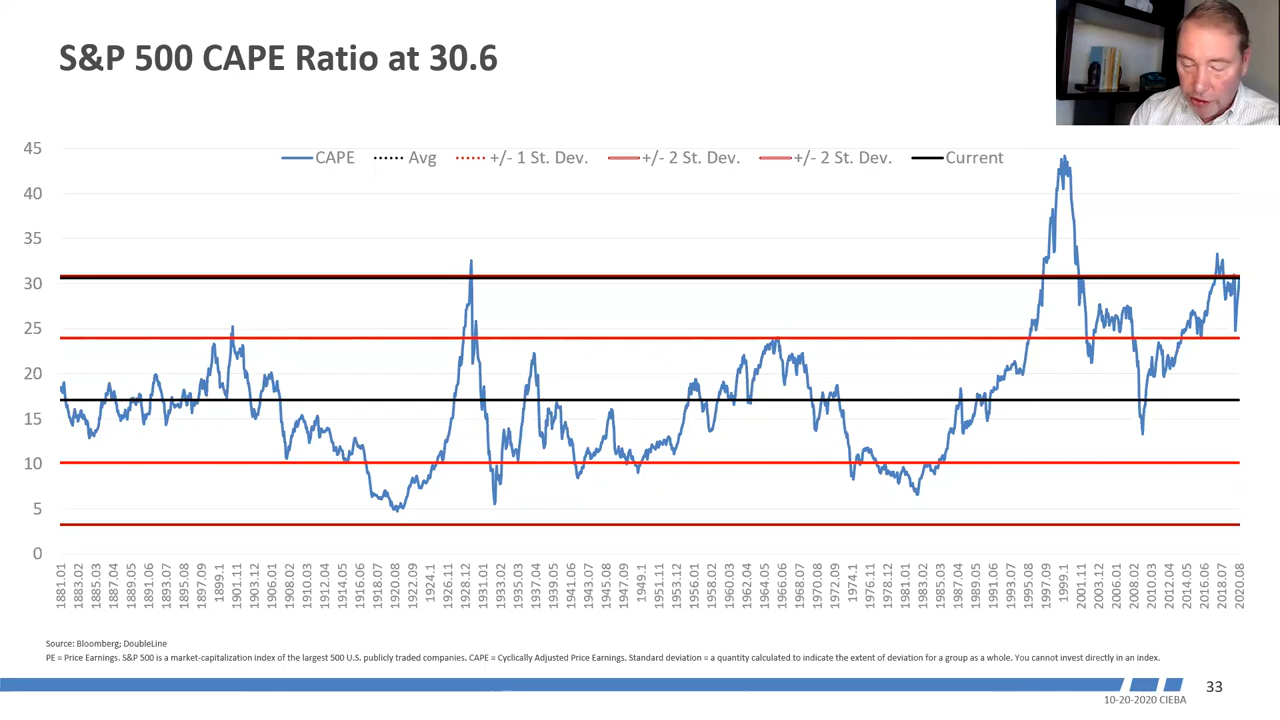 S&P 500 CAPE Ratio at 30.6
CAPE Avg +/- 1 St. Dev. +/- 2 St. Dev. +/- 2 St. Dev. Current
45
40
35
30
25
20
15
10
5
0
1881.01 1883.02 1885.03 1887.04 1889.05 1891.06 1893.07 1895.08 1897.09 1899.1 1901.11 1903.12 1906.01 1908.02 1910.03 1912.04 1914.05 1916.06 1918.07 1920.08 1922.09 1924.1 1926.11 1928.12 1931.01 1933.02 1935.03 1937.04 1939.05 1941.06 1943.07 1945.08 1947.09 1949.1 1951.11 1953.12 1956.01 1958.02 1960.03 1962.04 1964.05 1966.06 1968.07 1970.08 1972.09 1974.1 1976.11 1978.12 1981.01 1983.02 1985.03 1987.04 1989.05 1991.06 1993.07 1995.08 1997.09 1999.1 2001.11 2003.12 2006.01 2008.02 2010.03 2012.04 2014.05 2016.06 2018.07 2020.08
Source: Bloomberg; DoubleLine
PE = Price Earnings. S&P 500 is a market-capitalization index of the largest 500 U.S. publicly traded companies. CAPE = Cyclically Adjusted Price Earnings. Standard deviation = a quantity calculated to indicate the extent of deviation for a group as a whole. You cannot invest directly in an index.
33
10-20-2020 CIEBA